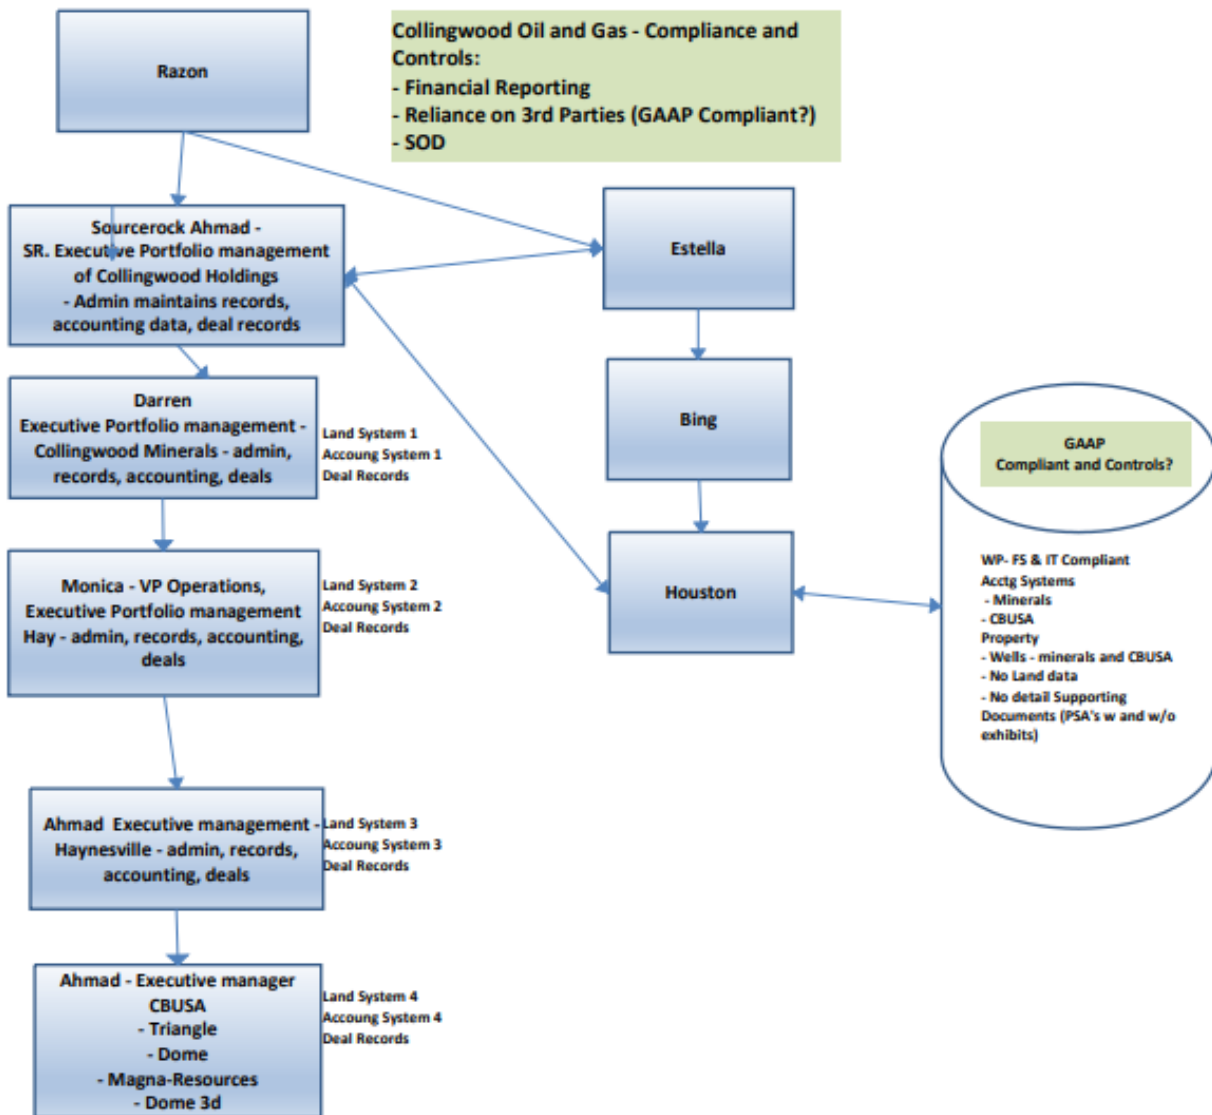 Razon
Collingwood Oil and Gas - Compliance and
Controls:
- Financial Reporting
- Reliance on 3rd Parties (GAAP Compliant?)
- SOD
Sourcerock Ahmad -
SR. Executive Portfolio management
of Collingwood Holdings
- Admin maintains records,
accounting data, deal records
Estella
Darren
Executive Portfolio management -
Collingwood Minerals - admin,
records, accounting, deals
Land System 1
Accoung System 1
Deal Records
Bing
GAAP
Compliant and Controls?
Monica - VP Operations,
Executive Portfolio management
Hay - admin, records, accounting,
deals
Land System 2
Accoung System 2
Deal Records
Houston
WP- FS & IT Compliant
Acctg Systems
- Minerals
- CBUSA
Property
- Wells - minerals and CBUSA
- No Land data
- No detail Supporting
Documents (PSA's w and w/o
exhibits)
Ahmad Executive management -
Haynesville - admin, records,
accounting, deals
Land System 3
Accoung System 3
Deal Records
Ahmad - Executive manager
CBUSA
- Triangle
- Dome
- Magna-Resources
- Dome 3d
Land System 4
Accoung System 4
Deal Records